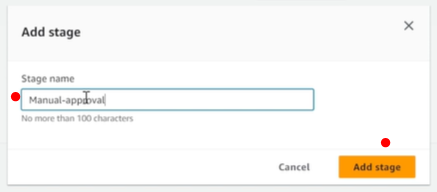 Add stage
Stage name
Manual-approval
No more than 100 characters
Cancel
Add stage